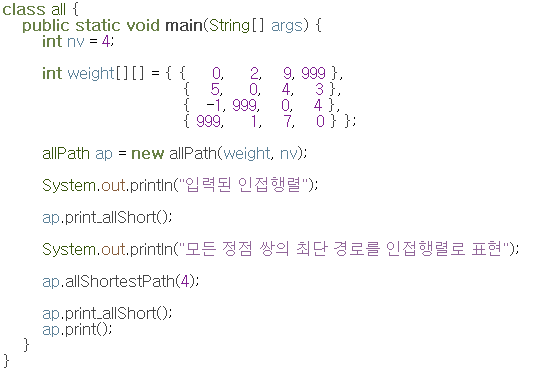 class all {
public static void main(String[] args) {
int nv = 4;
int weight[][] = { { 0, 2, 9, 999 },
{ 5, 0, 4, 3 },
{ -1, 999, 0, 4 },
{ 999, 1, 7, 0 } };
allPath ap = new allPath(weight, nv);
System.out.println("입력된 인접행렬");
ap.print_allShort();
System.out.println("모든 정점 쌍의 최단 경로를 인접행렬로 표현");
ap.allShortestPath(4);
ap.print_allShort();
ap.print();
}
}